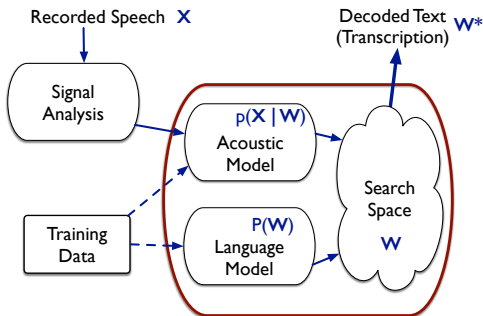 Recorded Speech X
Decoded Text
(Transcription) W*
Signal
Analysis
p(X | W)
Acoustic
Model
Search
Space
W
Training
Data
P(W)
Language
Model